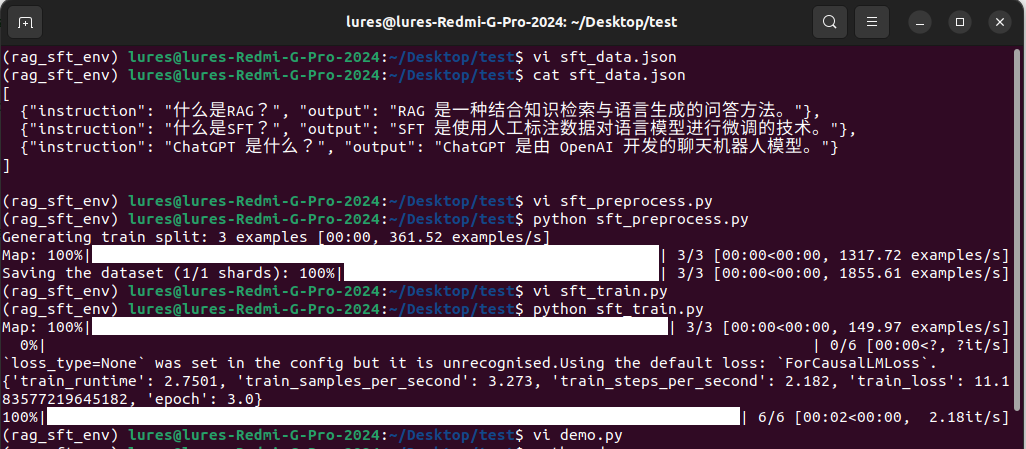 lures@lures-Redmi-G-Pro-2024: ~/Desktop/test
(rag_sft_env) lures@lures-Redmi-G-Pro-2024:~/Desktop/test$ vi sft_data.json
(rag_sft_env) lures@lures-Redmi-G-Pro-2024:~/Desktop/test$ cat sft_data.json
[
  {"instruction": "什么是RAG？", "output": "RAG 是一种结合知识检索与语言生成的问答方法。"},
  {"instruction": "什么是SFT？", "output": "SFT 是使用人工标注数据对语言模型进行微调的技术。"},
  {"instruction": "ChatGPT 是什么？", "output": "ChatGPT 是由 OpenAI 开发的聊天机器人模型。"}
]
(rag_sft_env) lures@lures-Redmi-G-Pro-2024:~/Desktop/test$ vi sft_preprocess.py
(rag_sft_env) lures@lures-Redmi-G-Pro-2024:~/Desktop/test$ python sft_preprocess.py
Generating train split: 3 examples [00:00, 361.52 examples/s]
Map: 100%| | 3/3 [00:00<00:00, 1317.72 examples/s]
Saving the dataset (1/1 shards): 100%| | 3/3 [00:00<00:00, 1855.61 examples/s]
(rag_sft_env) lures@lures-Redmi-G-Pro-2024:~/Desktop/test$ vi sft_train.py
(rag_sft_env) lures@lures-Redmi-G-Pro-2024:~/Desktop/test$ python sft_train.py
Map: 100%| | 3/3 [00:00<00:00, 149.97 examples/s]
  0%| | 0/6 [00:00<?, ?it/s]
`loss_type=None` was set in the config but it is unrecognised.Using the default loss: `ForCausalLMLoss`.
{'train_runtime': 2.7501, 'train_samples_per_second': 3.273, 'train_steps_per_second': 2.182, 'train_loss': 11.1
83577219645182, 'epoch': 3.0}
100%| | 6/6 [00:02<00:00,  2.18it/s]
(rag_sft_env) lures@lures-Redmi-G-Pro-2024:~/Desktop/test$ vi demo.py